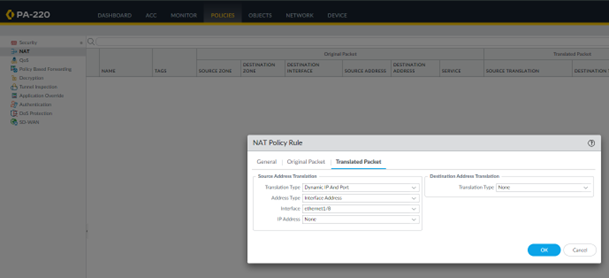 PA-220 DASHBOARD ACC MONITOR POLICIES OBJECTS NETWORK DEVICE
Security
NAT
QoS
Policy Based Forwarding
Decryption
Tunnel Inspection
Application Override
Authentication
DoS Protection
SD-WAN
Original Packet Translated Packet
NAME TAGS SOURCE ZONE DESTINATION ZONE DESTINATION INTERFACE SOURCE ADDRESS DESTINATION ADDRESS SERVICE SOURCE TRANSLATION DESTINATION
NAT Policy Rule
General | Original Packet | Translated Packet
Source Address Translation
Translation Type Dynamic IP And Port
Address Type Interface Address
Interface ethernet1/8
IP Address None
Destination Address Translation
Translation Type None
OK Cancel